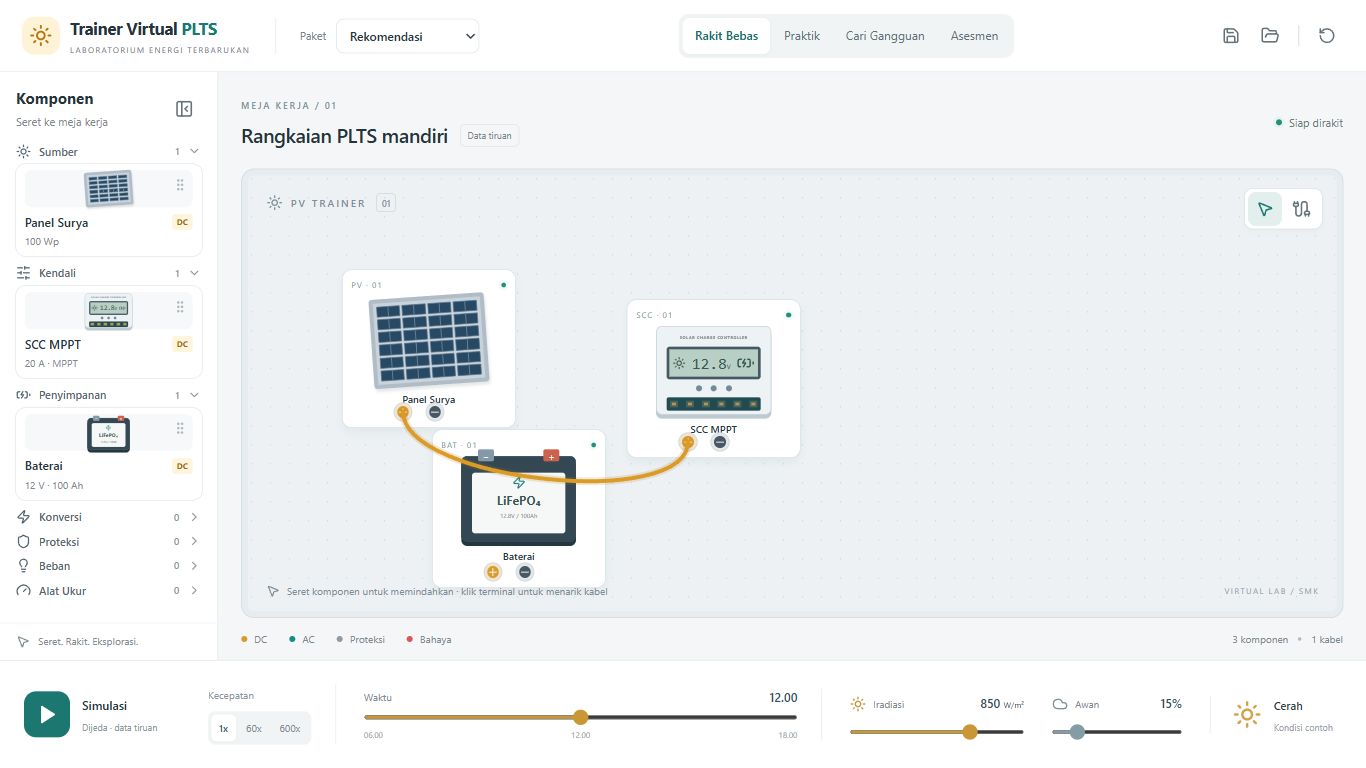 Trainer Virtual PLTS
LABORATORIUM ENERGI TERBARUKAN
Paket
Rekomendasi
Rakit Bebas
Praktik
Cari Gangguan
Asesmen
Komponen
Seret ke meja kerja
Sumber 1
Panel Surya DC
100 Wp
Kendali 1
SOLAR CHARGE CONTROLLER
12.8V
SCC MPPT DC
20 A · MPPT
Penyimpanan 1
LiFePO₄
Baterai DC
12 V · 100 Ah
Konversi 0
Proteksi 0
Beban 0
Alat Ukur 0
Seret. Rakit. Eksplorasi.
MEJA KERJA / 01
Rangkaian PLTS mandiri
Data tiruan
Siap dirakit
PV TRAINER 01
PV · 01
Panel Surya
+ −
SCC · 01
SOLAR CHARGE CONTROLLER
12.8V
SCC MPPT
+ −
BAT · 01
− +
LiFePO₄
12.8V / 100Ah
Baterai
+ −
Seret komponen untuk memindahkan · klik terminal untuk menarik kabel
VIRTUAL LAB / SMK
DC
AC
Proteksi
Bahaya
3 komponen • 1 kabel
Simulasi
Dijeda · data tiruan
Kecepatan
1x 60x 600x
Waktu 12.00
06.00 12.00 18.00
Iradiasi 850 W/m²
Awan 15%
Cerah
Kondisi contoh